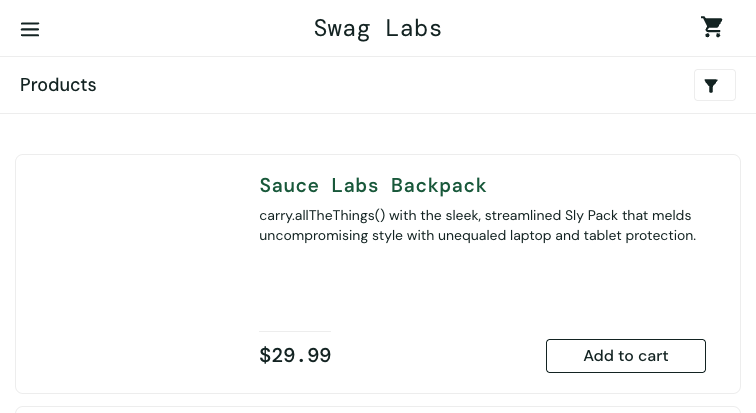 Swag Labs
Products
Sauce Labs Backpack
carry.allTheThings() with the sleek, streamlined Sly Pack that melds
uncompromising style with unequaled laptop and tablet protection.
$29.99
Add to cart